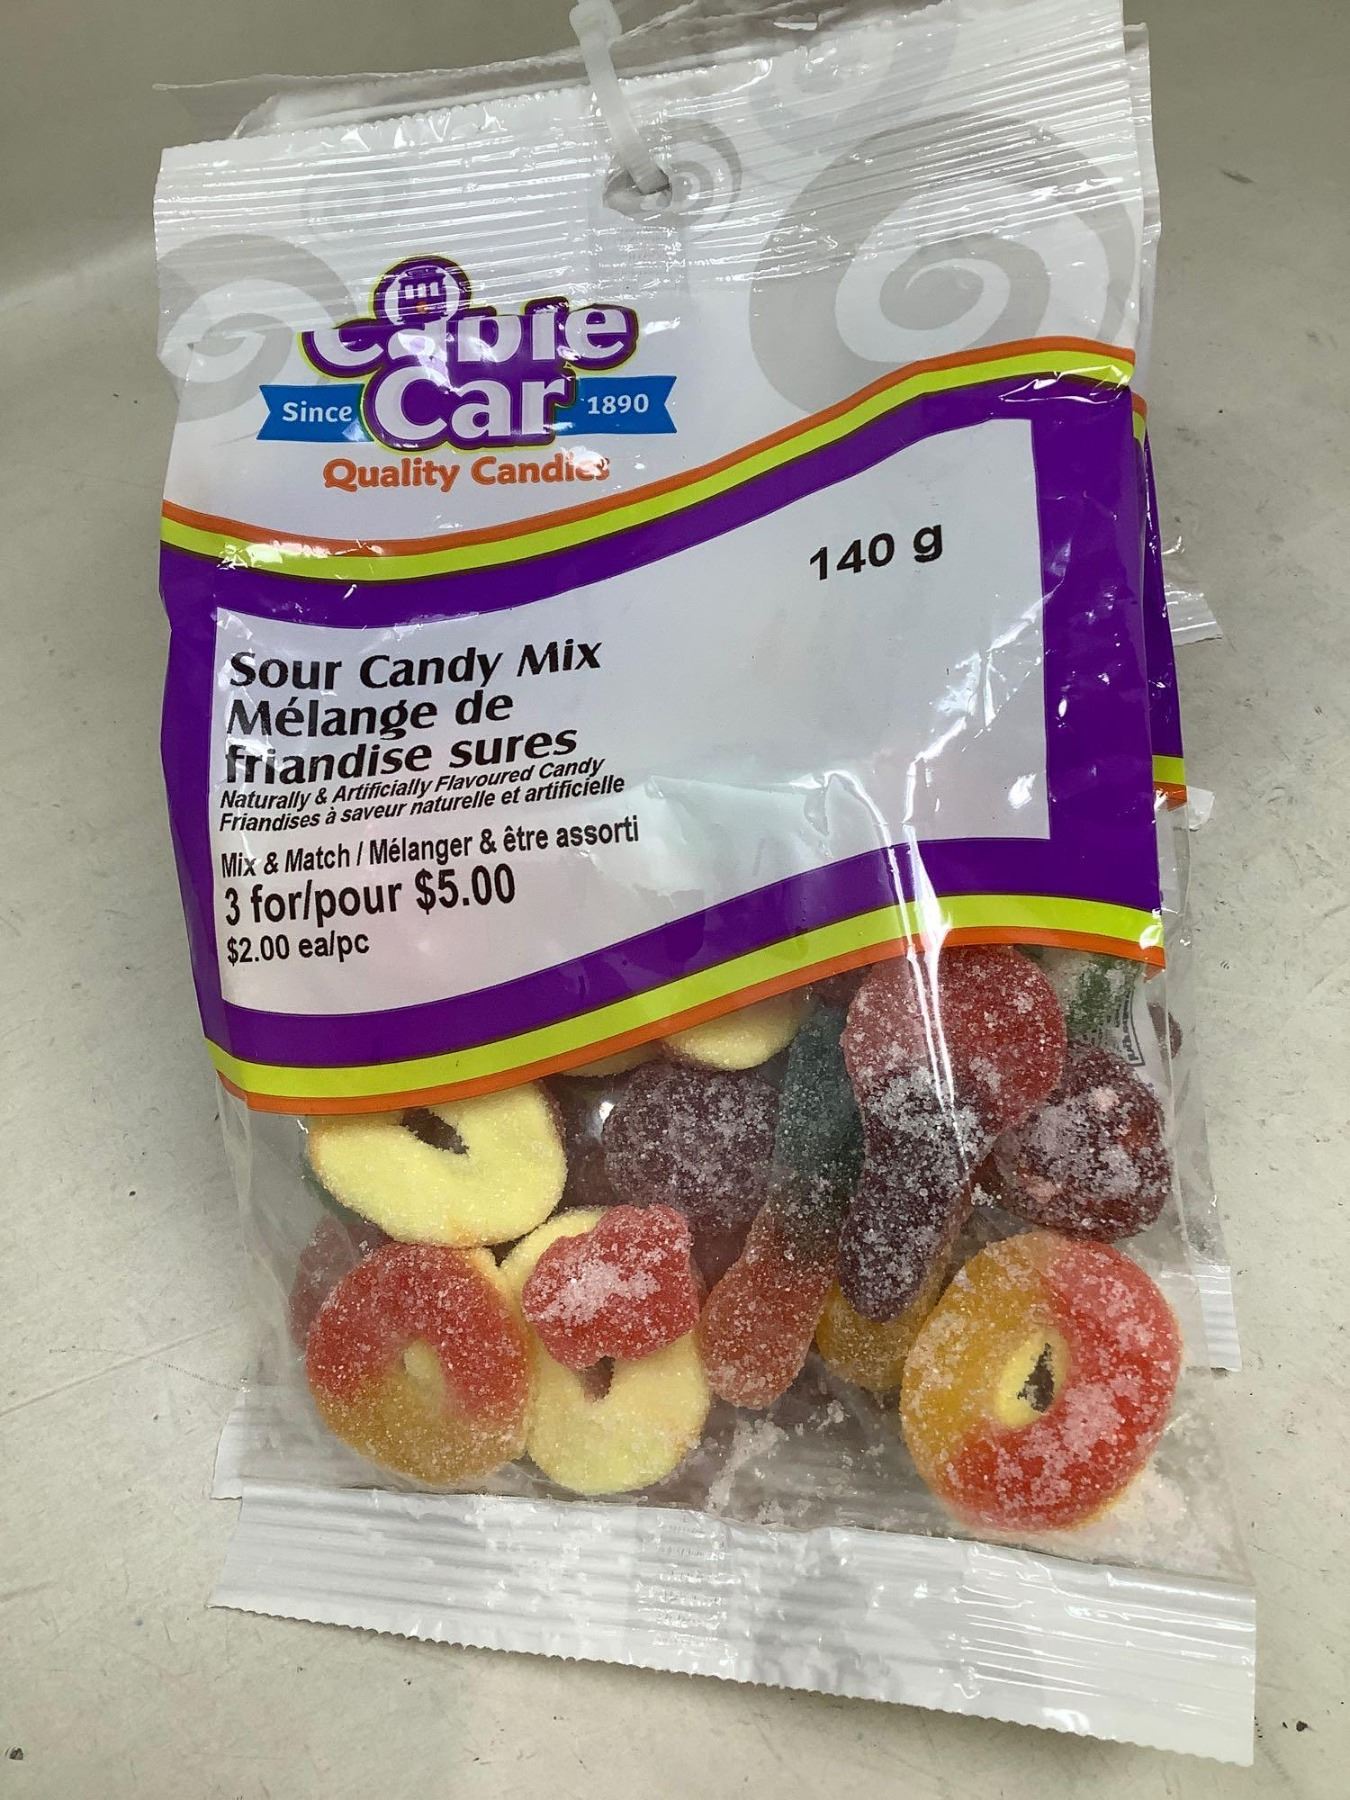 Cable
Car
Since 1890
Quality Candies
140 g
Sour Candy Mix
Mélange de
friandise sures
Naturally & Artificially Flavoured Candy
Friandises à saveur naturelle et artificielle
Mix & Match / Mélanger & être assorti
3 for/pour $5.00
$2.00 ea/pc